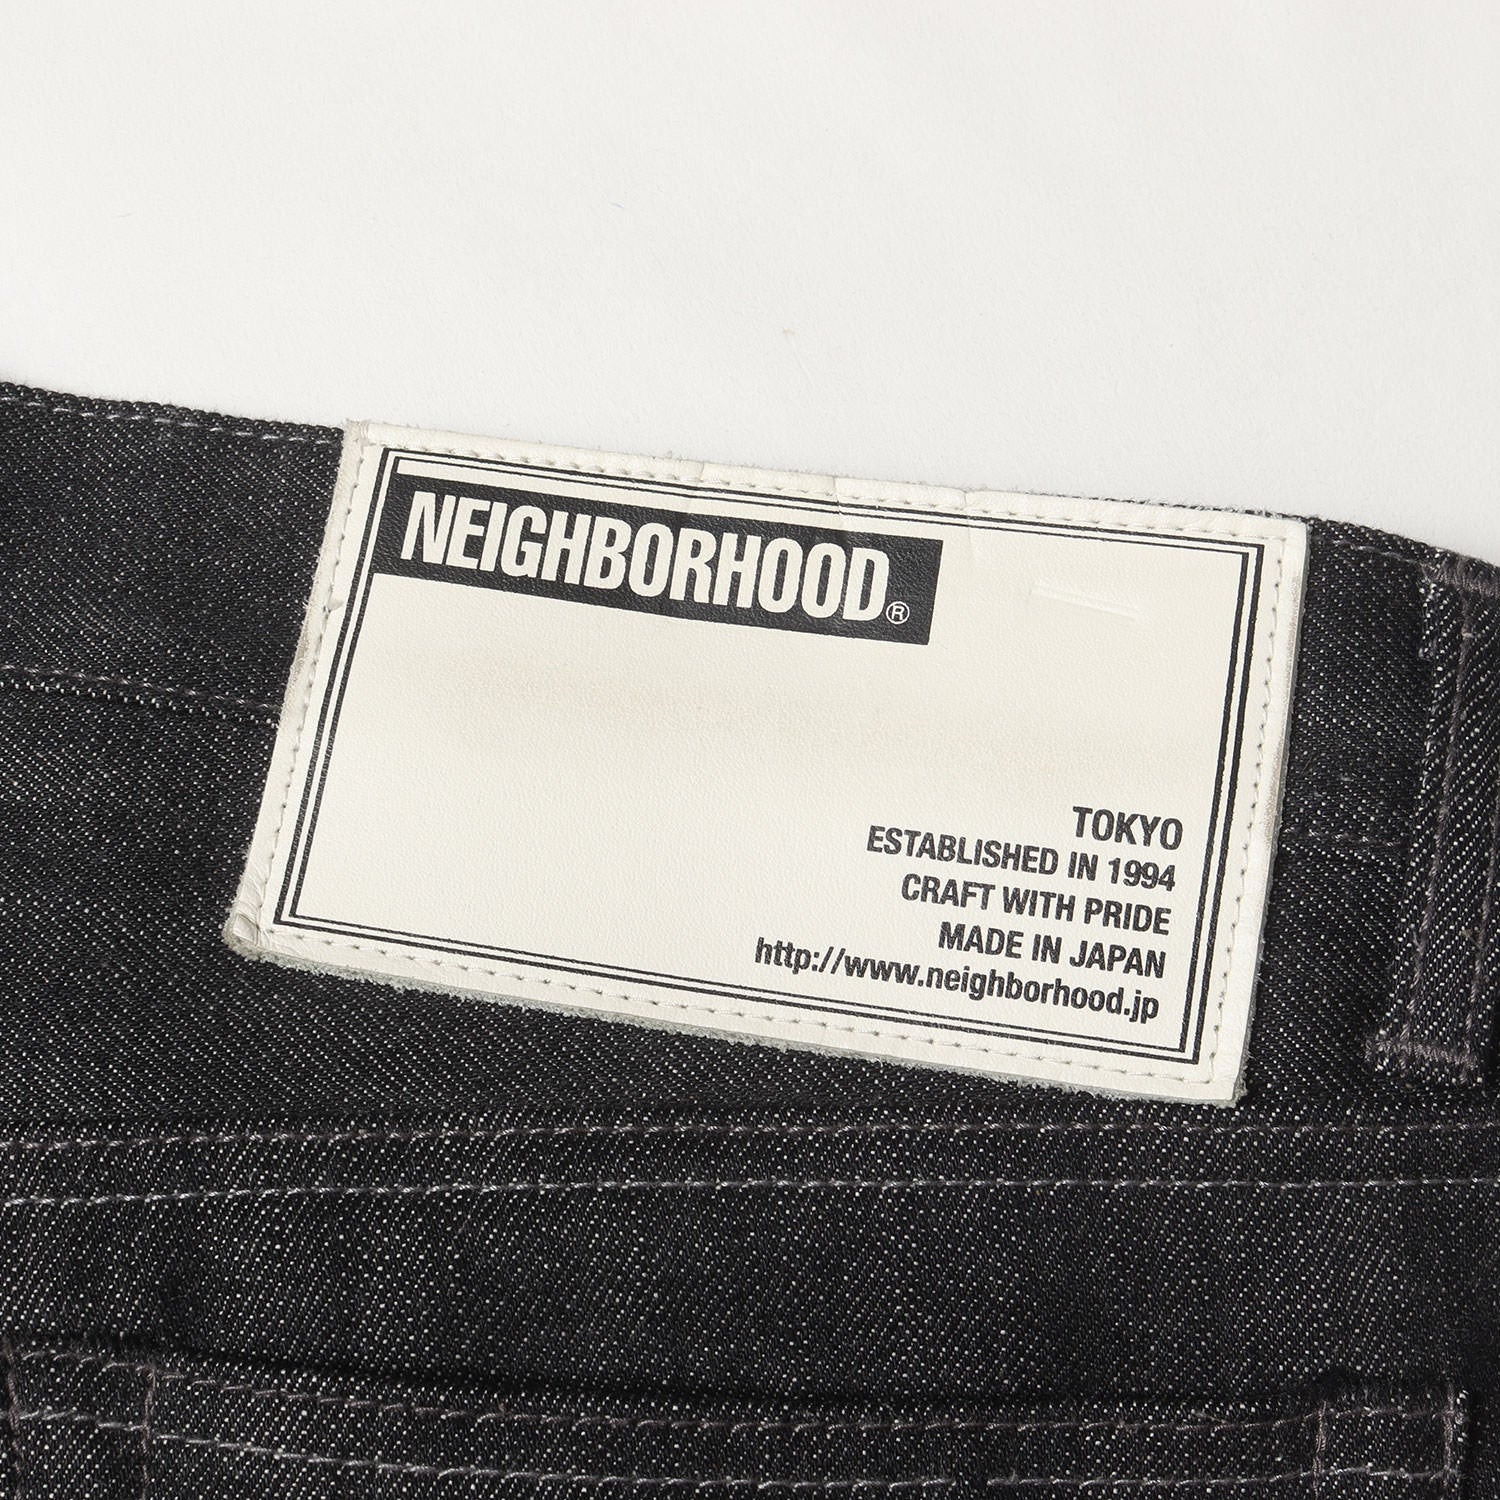 NEIGHBORHOOD®
TOKYO
ESTABLISHED IN 1994
CRAFT WITH PRIDE
MADE IN JAPAN
http://www.neighborhood.jp